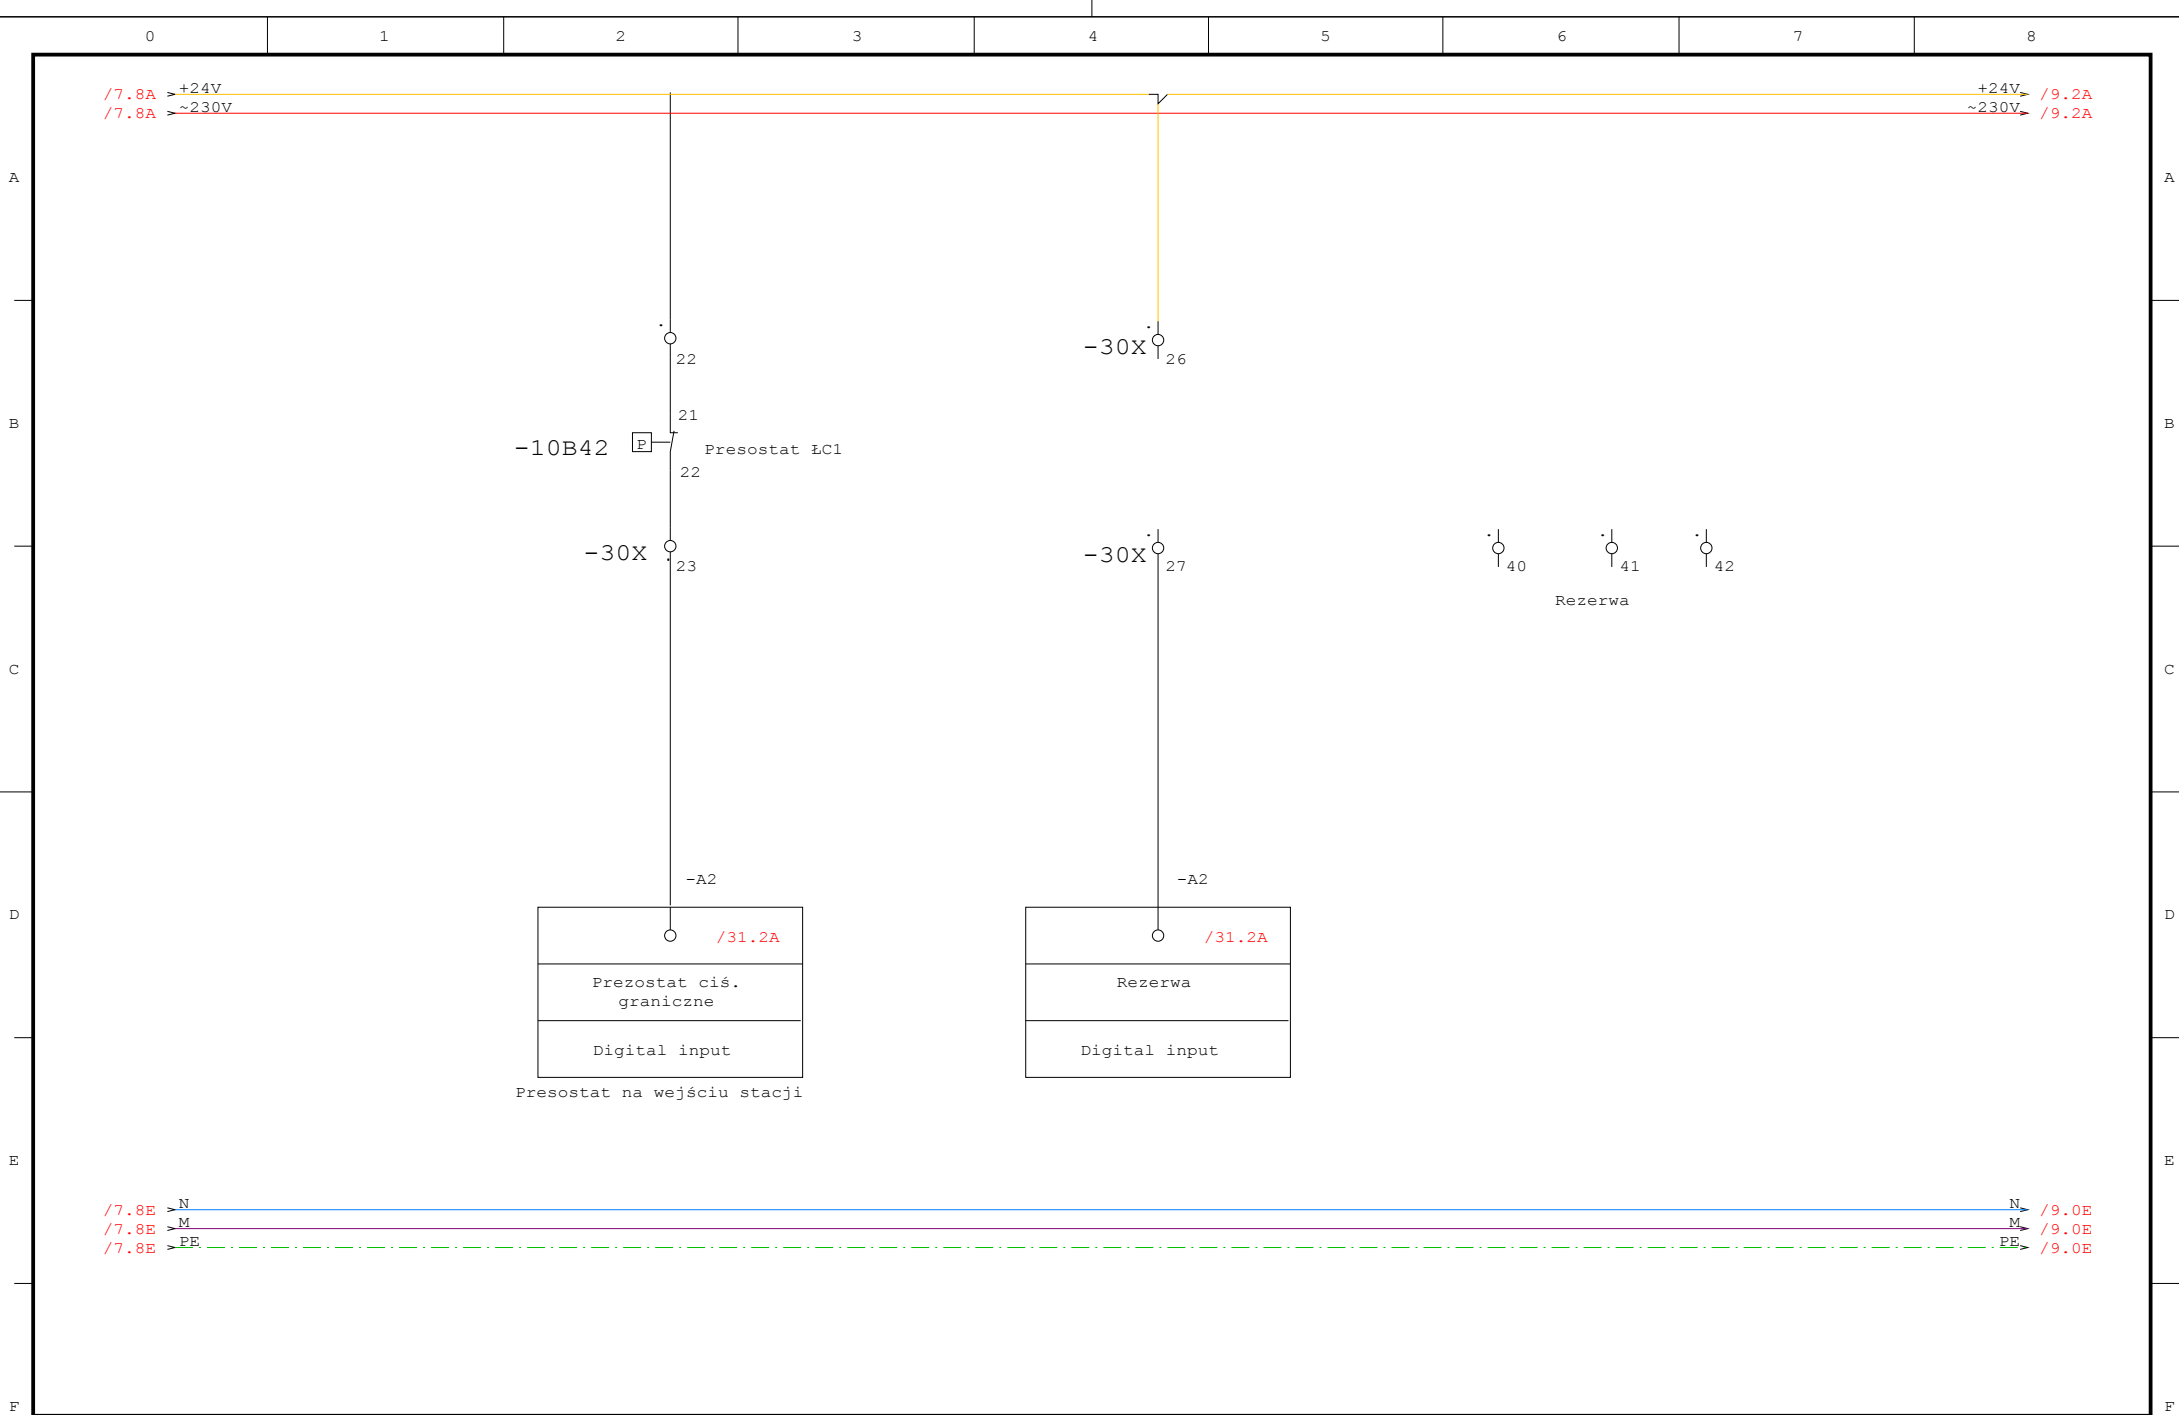 0 1 2 3 4 5 6 7 8
/7.8A +24V +24V /9.2A
/7.8A ~230V ~230V /9.2A
A A
22 -30X 26
21
B B
-10B42 P Presostat ŁC1
22
-30X 23 -30X 27 40 41 42
Rezerwa
C C
-A2 -A2
D D
/31.2A /31.2A
Prezostat ciś. Rezerwa
graniczne
Digital input Digital input
Presostat na wejściu stacji
E E
/7.8E N N /9.0E
/7.8E M M /9.0E
/7.8E PE PE /9.0E
F F